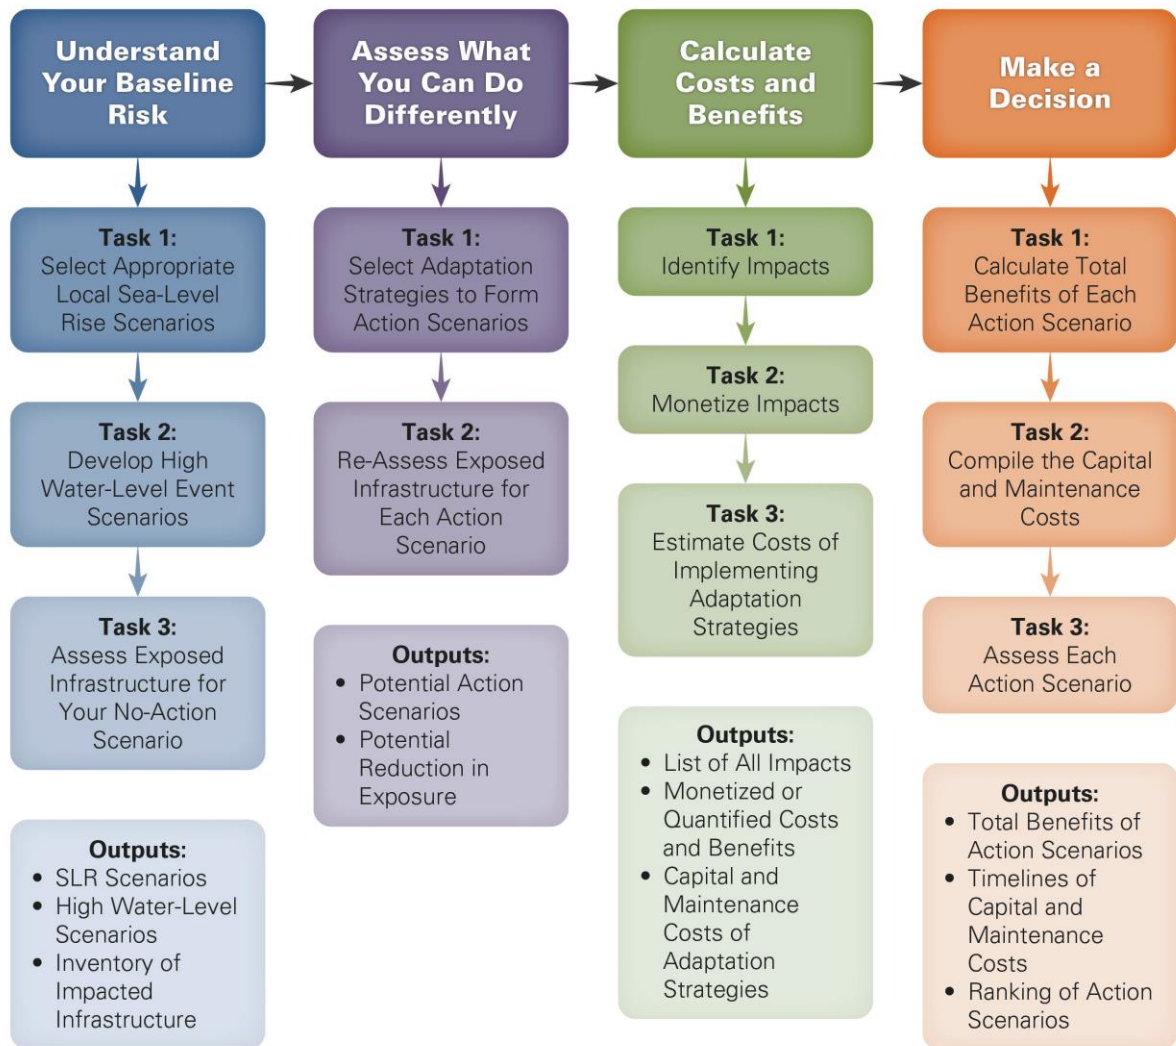 Understand
Your Baseline
Risk
Assess What
You Can Do
Differently
Calculate
Costs and
Benefits
Make a
Decision
Task 1:
Select Appropriate
Local Sea-Level
Rise Scenarios
Task 2:
Develop High
Water-Level Event
Scenarios
Task 3:
Assess Exposed
Infrastructure for
Your No-Action
Scenario
Outputs:
• SLR Scenarios
• High Water-Level
Scenarios
• Inventory of
Impacted
Infrastructure
Task 1:
Select Adaptation
Strategies to Form
Action Scenarios
Task 2:
Re-Assess Exposed
Infrastructure for
Each Action
Scenario
Outputs:
• Potential Action
Scenarios
• Potential
Reduction in
Exposure
Task 1:
Identify Impacts
Task 2:
Monetize Impacts
Task 3:
Estimate Costs of
Implementing
Adaptation
Strategies
Outputs:
• List of All Impacts
• Monetized or
Quantified Costs
and Benefits
• Capital and
Maintenance
Costs of
Adaptation
Strategies
Task 1:
Calculate Total
Benefits of Each
Action Scenario
Task 2:
Compile the Capital
and Maintenance
Costs
Task 3:
Assess Each
Action Scenario
Outputs:
• Total Benefits of
Action Scenarios
• Timelines of
Capital and
Maintenance
Costs
• Ranking of Action
Scenarios